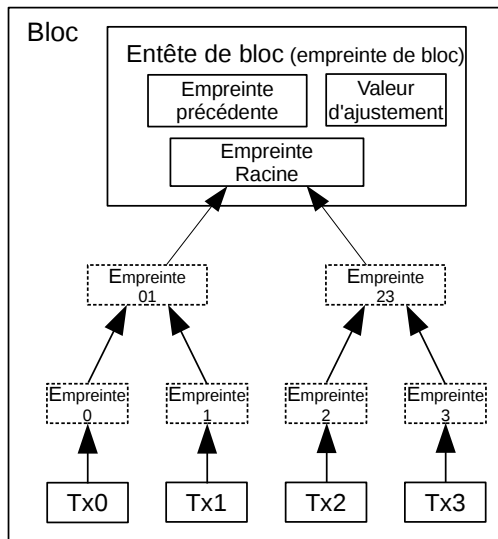 Bloc
Entête de bloc (empreinte de bloc)
Empreinte
précédente
Valeur
d'ajustement
Empreinte
Racine
Empreinte
01
Empreinte
23
Empreinte
0
Empreinte
1
Empreinte
2
Empreinte
3
Tx0
Tx1
Tx2
Tx3